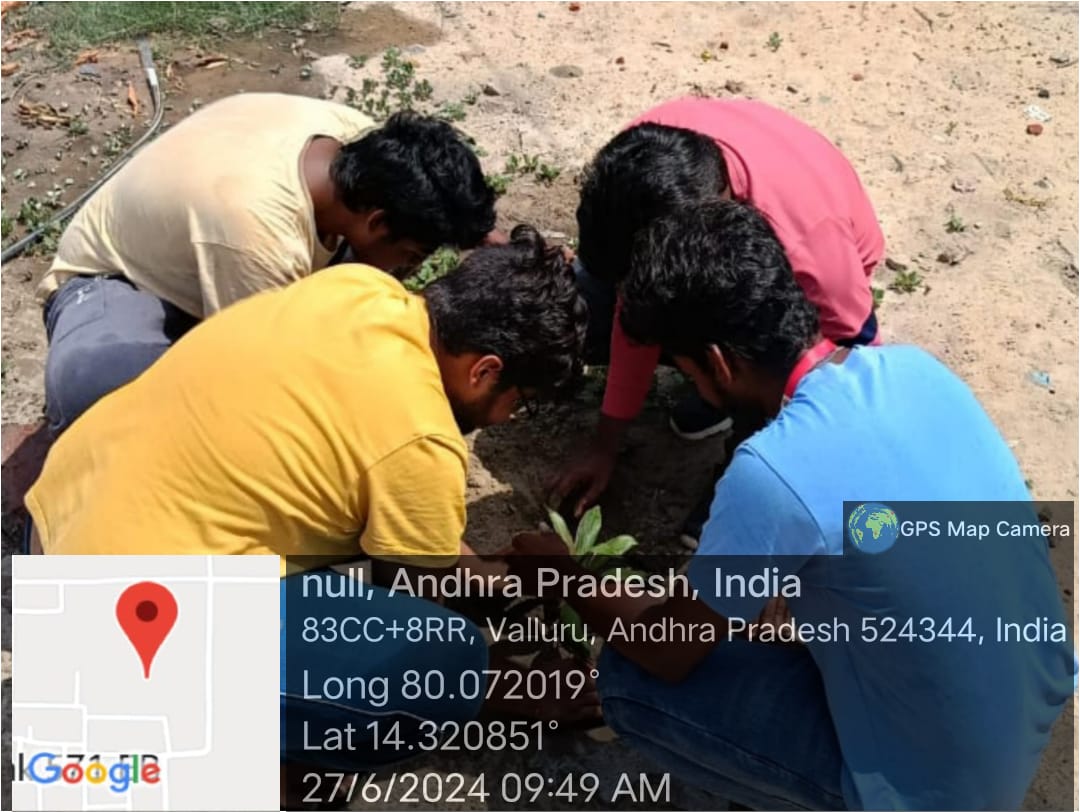 GPS Map Camera
null, Andhra Pradesh, India
83CC+8RR, Valluru, Andhra Pradesh 524344, India
Long 80.072019°
Lat 14.320851°
27/6/2024 09:49 AM
Google